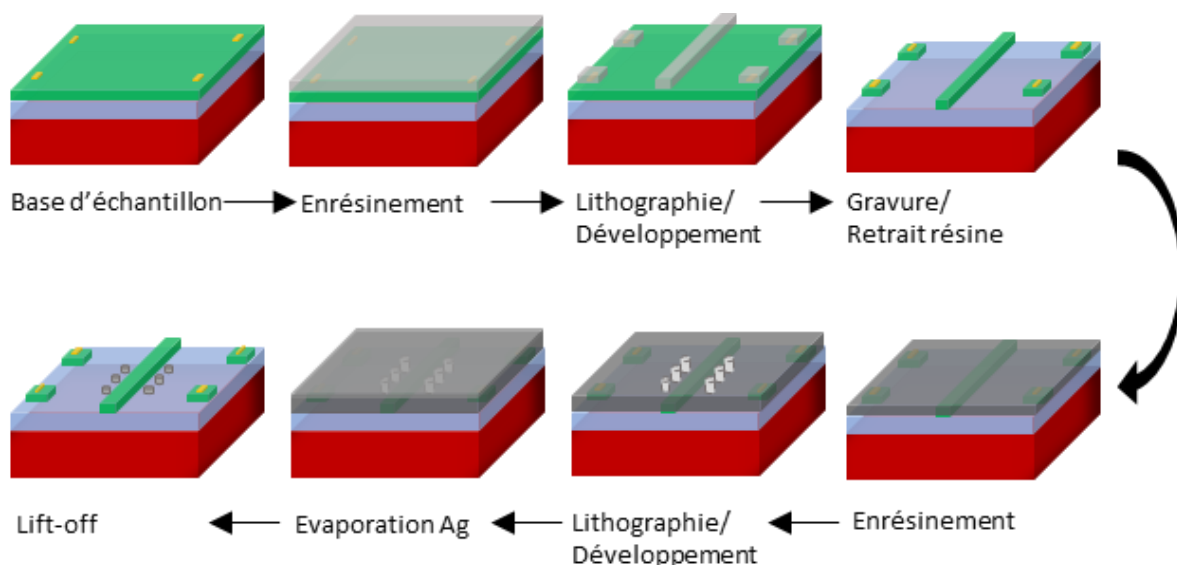 Base d'échantillon
Enrésinement
Lithographie/
Développement
Gravure/
Retrait résine
Lift-off
Evaporation Ag
Lithographie/
Développement
Enrésinement